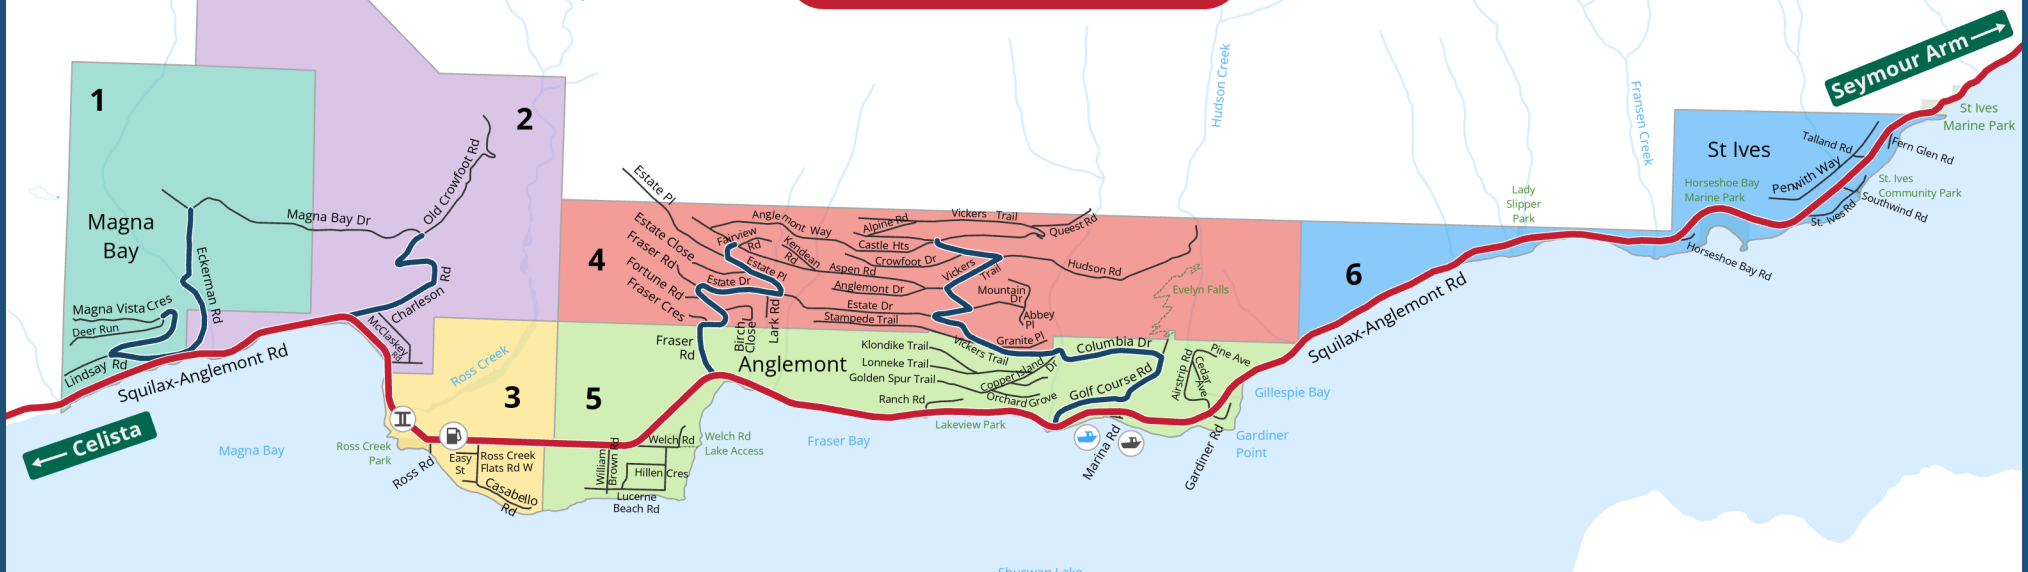 1
2
3
4
5
6
Magna
Bay
Magna Bay Dr
Old Crowfoot Rd
Eckerman Rd
Magna Vista Cres
Deer Run
Lindsay Rd
Charleson Rd
McClaskey Rd
Squilax-Anglemont Rd
← Celista
Magna Bay
Ross Creek
Ross Creek
Park
Ross Rd
Easy
St
Ross Creek
Flats Rd W
Casabello
Rd
Estate Pl
Estate Close
Fraser Rd
Fortune Rd
Fraser Cres
Fairview
Rd
Anglemont Way
Kendean
Rd
Estate Pl
Estate Dr
Birch
Close
Lark Rd
Fraser
Rd
Aspen Rd
Anglemont Dr
Estate Dr
Stampede Trail
Alpine Rd
Castle Hts
Crowfoot Dr
Vickers Trail
Queest Rd
Vickers
Trail
Hudson Rd
Mountain
Dr
Abbey
Pl
Granite Pl
Vickers Trail
Evelyn Falls
Anglemont
Klondike Trail
Lonneke Trail
Golden Spur Trail
Copper Island
Dr
Orchard Grove
Ranch Rd
Lakeview Park
Columbia Dr
Golf Course Rd
Airstrip Rd
Cedar
Ave
Pine Ave
Marina Rd
Gardiner Rd
Gardiner
Point
Gillespie Bay
Fraser Bay
Welch Rd
Welch Rd
Lake Access
William
Brown Rd
Hillen Cres
Lucerne
Beach Rd
Hudson Creek
Fransen Creek
Lady
Slipper
Park
Squilax-Anglemont Rd
St Ives
Horseshoe Bay
Marine Park
Horseshoe Bay Rd
Talland Rd
Penwith Way
Fern Glen Rd
St. Ives
Community Park
Southwind Rd
St. Ives Rd
St Ives
Marine Park
Seymour Arm →
Shuswap Lake